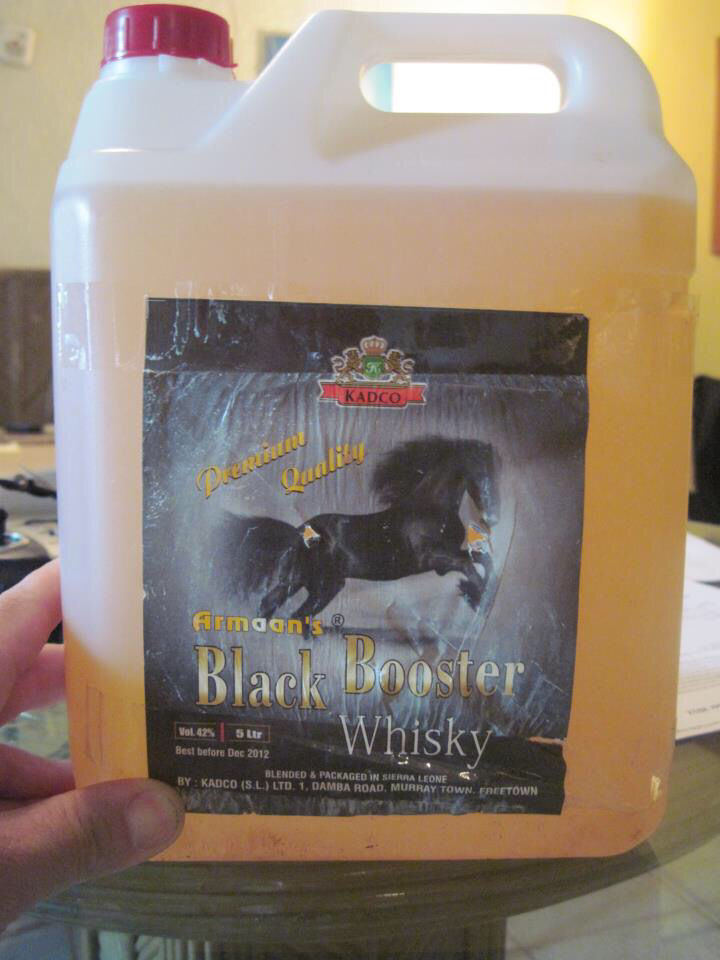 K
KADCO
Premium
Quality
Armaan's ®
Black Booster
Whisky
Vol. 42% 5 Ltr
Best before Dec 2012
BLENDED & PACKAGED IN SIERRA LEONE
BY : KADCO (S.L.) LTD. 1, DAMBA ROAD. MURRAY TOWN. FREETOWN